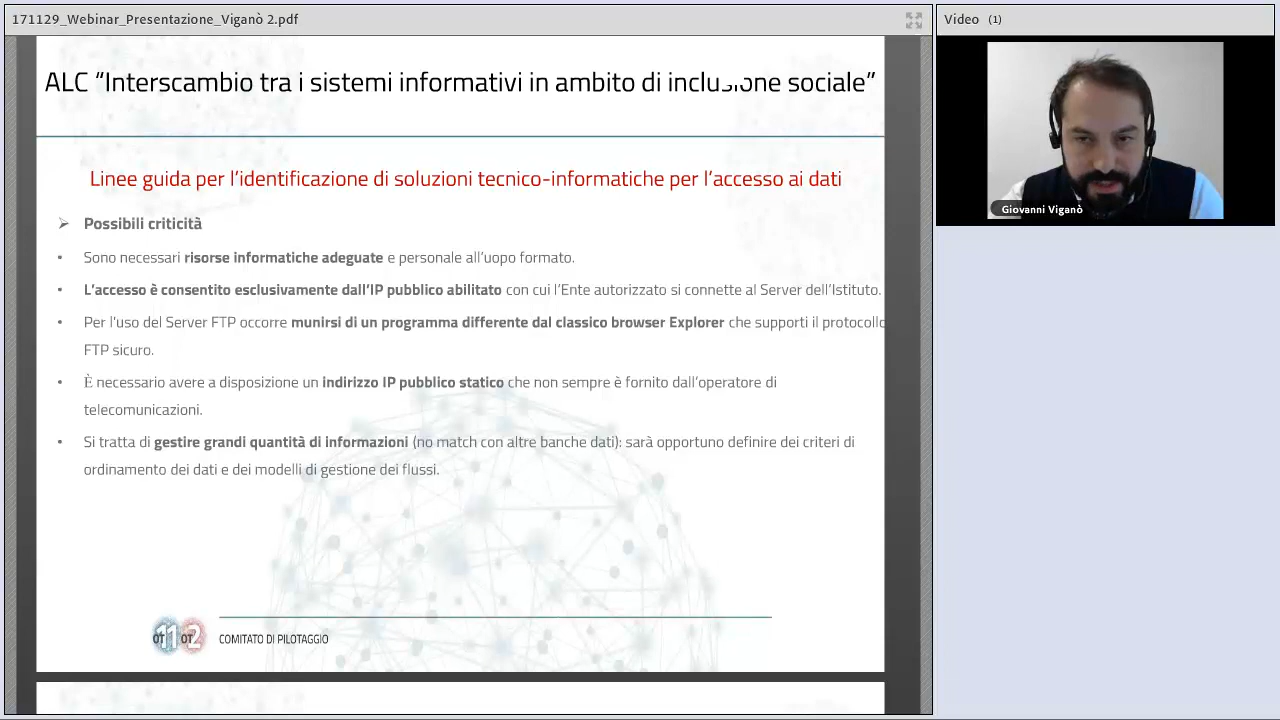 171129_Webinar_Presentazione_Viganò 2.pdf
Video (1)
ALC “Interscambio tra i sistemi informativi in ambito di inclusione sociale”
Giovanni Viganò
Linee guida per l’identificazione di soluzioni tecnico-informatiche per l’accesso ai dati
➢ Possibili criticità
• Sono necessari risorse informatiche adeguate e personale all’uopo formato.
• L’accesso è consentito esclusivamente dall’IP pubblico abilitato con cui l’Ente autorizzato si connette al Server dell’Istituto.
• Per l’uso del Server FTP occorre munirsi di un programma differente dal classico browser Explorer che supporti il protocollo
FTP sicuro.
• È necessario avere a disposizione un indirizzo IP pubblico statico che non sempre è fornito dall’operatore di
telecomunicazioni.
• Si tratta di gestire grandi quantità di informazioni (no match con altre banche dati): sarà opportuno definire dei criteri di
ordinamento dei dati e dei modelli di gestione dei flussi.
OT11 OT2
COMITATO DI PILOTAGGIO